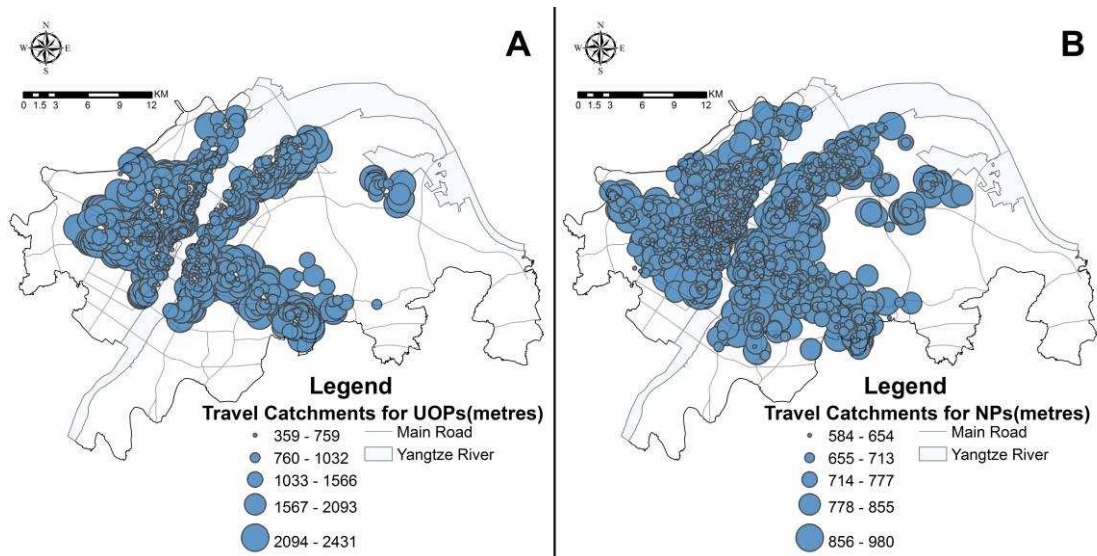 A
N
W E
S
KM
0 1.5 3 6 9 12
Legend
Travel Catchments for UOPs(metres)
359 - 759
760 - 1032
1033 - 1566
1567 - 2093
2094 - 2431
Main Road
Yangtze River
B
N
W E
S
KM
0 1.5 3 6 9 12
Legend
Travel Catchments for NPs(metres)
584 - 654
655 - 713
714 - 777
778 - 855
856 - 980
Main Road
Yangtze River